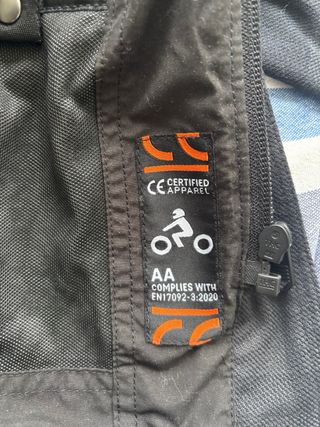 CE CERTIFIED
APPAREL
AA
COMPLIES WITH
EN17092-3:2020